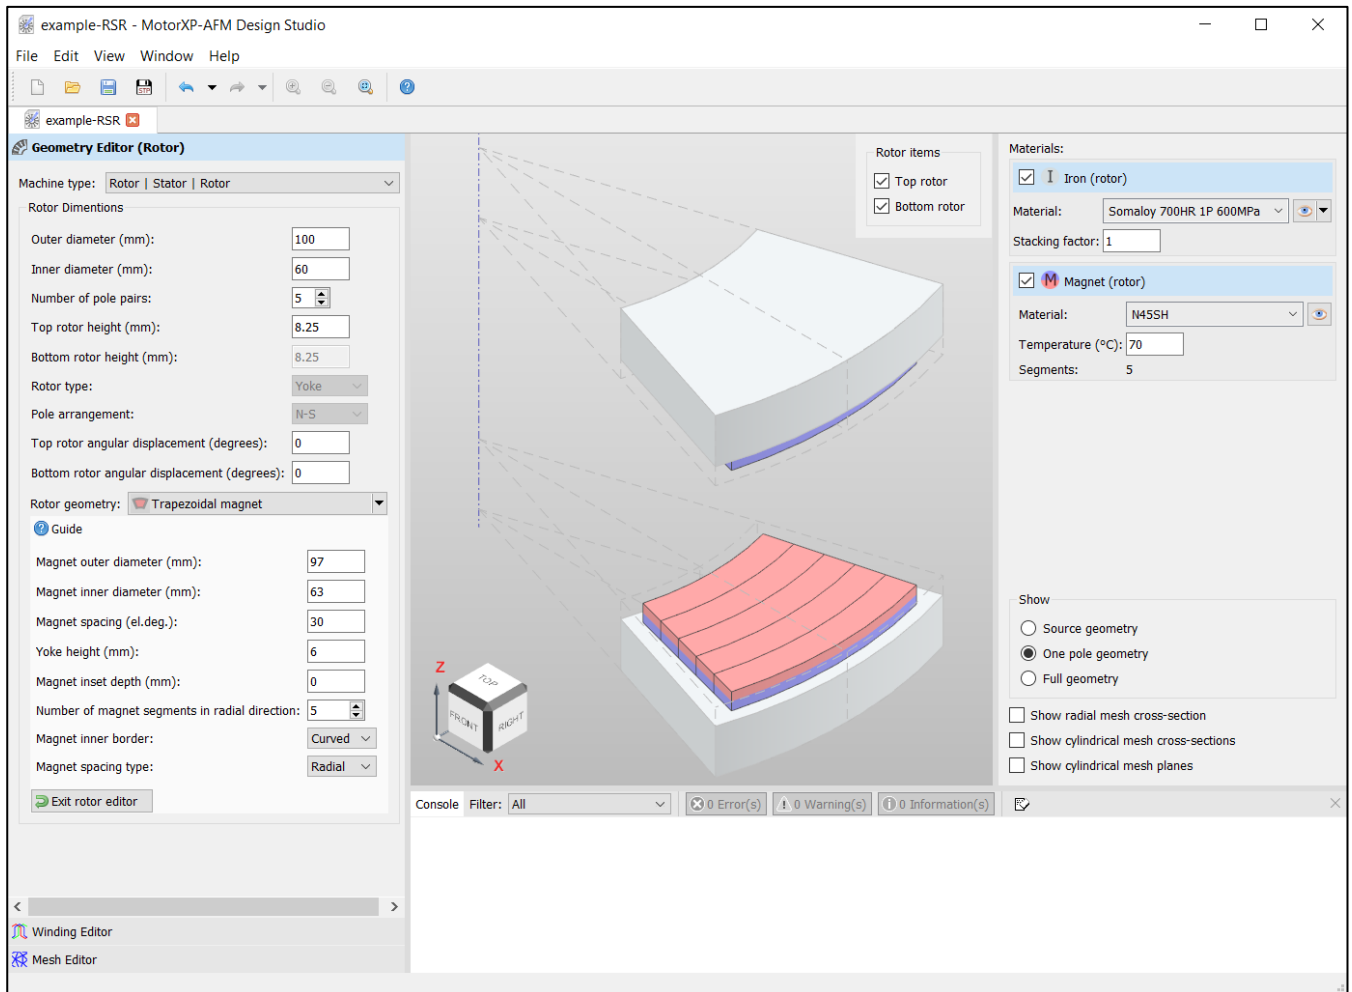 example-RSR - MotorXP-AFM Design Studio
File Edit View Window Help
STP
example-RSR
Geometry Editor (Rotor)
Machine type: Rotor | Stator | Rotor
Rotor Dimentions
Outer diameter (mm): 100
Inner diameter (mm): 60
Number of pole pairs: 5
Top rotor height (mm): 8.25
Bottom rotor height (mm): 8.25
Rotor type: Yoke
Pole arrangement: N-S
Top rotor angular displacement (degrees): 0
Bottom rotor angular displacement (degrees): 0
Rotor geometry: Trapezoidal magnet
Guide
Magnet outer diameter (mm): 97
Magnet inner diameter (mm): 63
Magnet spacing (el.deg.): 30
Yoke height (mm): 6
Magnet inset depth (mm): 0
Number of magnet segments in radial direction: 5
Magnet inner border: Curved
Magnet spacing type: Radial
Exit rotor editor
Winding Editor
Mesh Editor
Rotor items
Top rotor
Bottom rotor
Z
TOP
FRONT RIGHT
X
Materials:
I Iron (rotor)
Material: Somaloy 700HR 1P 600MPa
Stacking factor: 1
M Magnet (rotor)
Material: N45SH
Temperature (°C): 70
Segments: 5
Show
Source geometry
One pole geometry
Full geometry
Show radial mesh cross-section
Show cylindrical mesh cross-sections
Show cylindrical mesh planes
Console Filter: All 0 Error(s) 0 Warning(s) 0 Information(s)